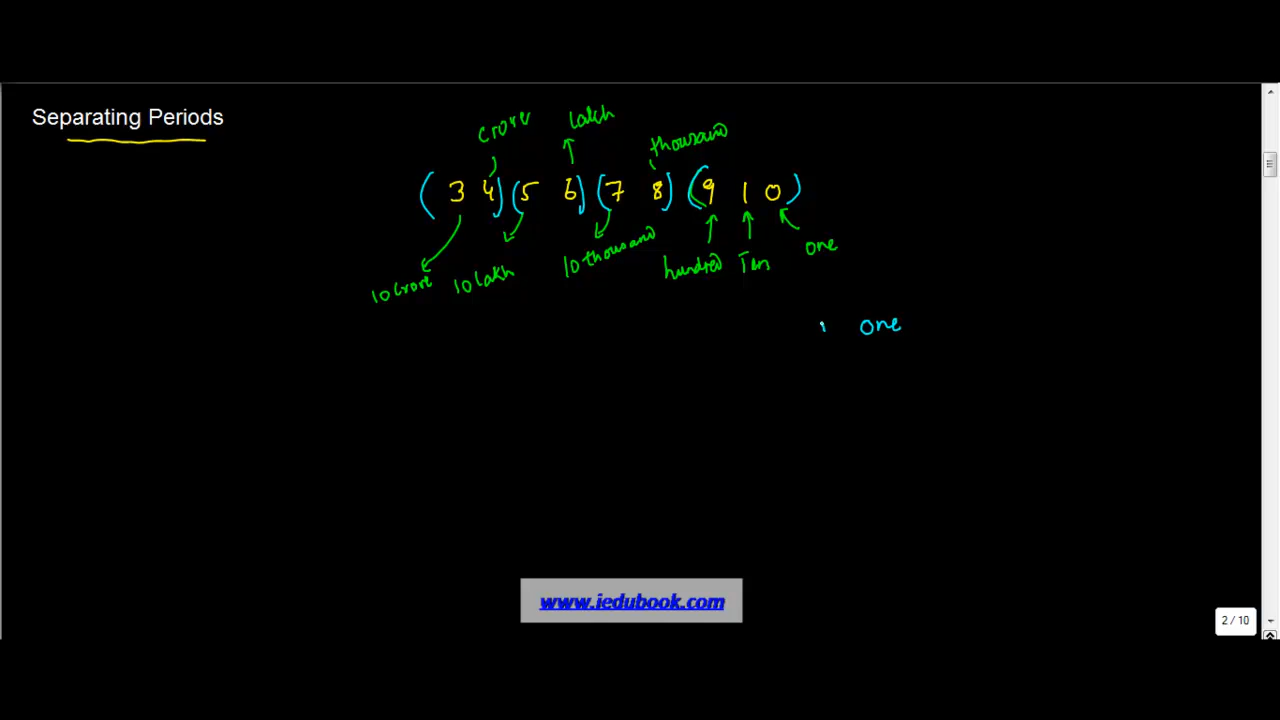 Separating Periods
crore lakh thousand
(3 4) (5 6) (7 8) (9 1 0)
10 crore 10 lakh 10 thousand hundred Ten one
one
www.iedubook.com
2 / 10